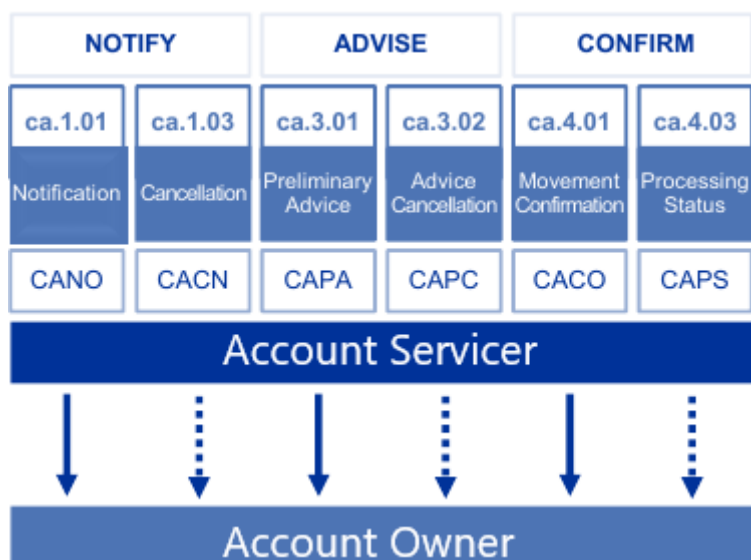 NOTIFY ADVISE CONFIRM
ca.1.01 ca.1.03 ca.3.01 ca.3.02 ca.4.01 ca.4.03
Notification Cancellation Preliminary Advice Advice Cancellation Movement Confirmation Processing Status
CANO CACN CAPA CAPC CACO CAPS
Account Servicer
Account Owner